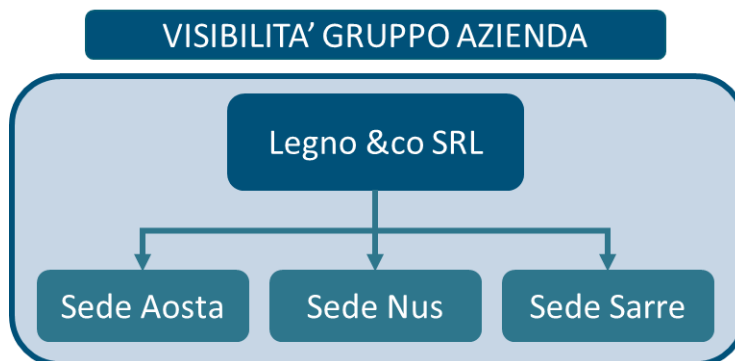 VISIBILITA’ GRUPPO AZIENDA
Legno &co SRL
Sede Aosta
Sede Nus
Sede Sarre